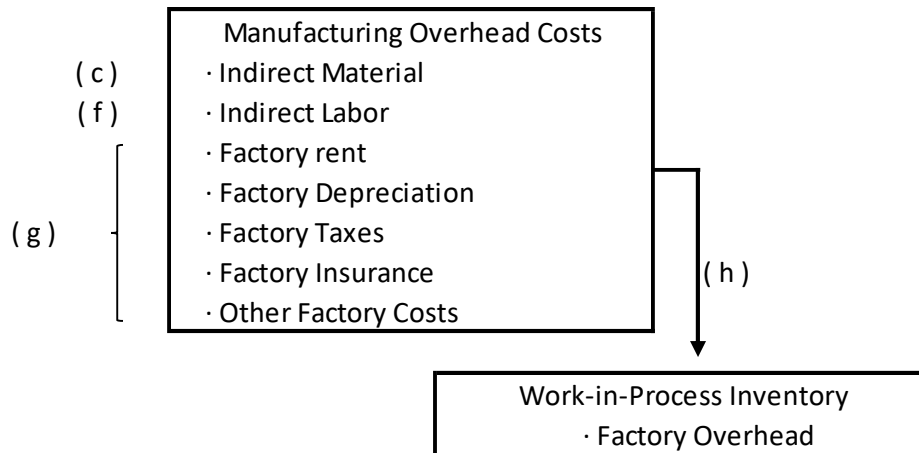 Manufacturing Overhead Costs
( c ) · Indirect Material
( f ) · Indirect Labor
· Factory rent
· Factory Depreciation
( g ) · Factory Taxes
· Factory Insurance
( h )
· Other Factory Costs
Work-in-Process Inventory
· Factory Overhead